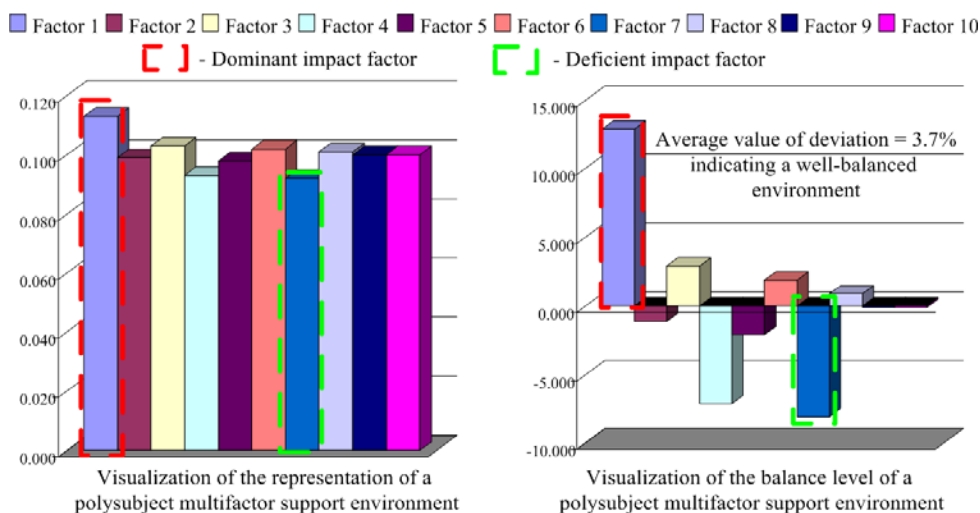 Factor 1 Factor 2 Factor 3 Factor 4 Factor 5 Factor 6 Factor 7 Factor 8 Factor 9 Factor 10
- Dominant impact factor
- Deficient impact factor
0.120
0.100
0.080
0.060
0.040
0.020
0.000
Visualization of the representation of a
polysubject multifactor support environment
15.000
10.000
5.000
0.000
-5.000
-10.000
Average value of deviation = 3.7%
indicating a well-balanced
environment
Visualization of the balance level of a
polysubject multifactor support environment